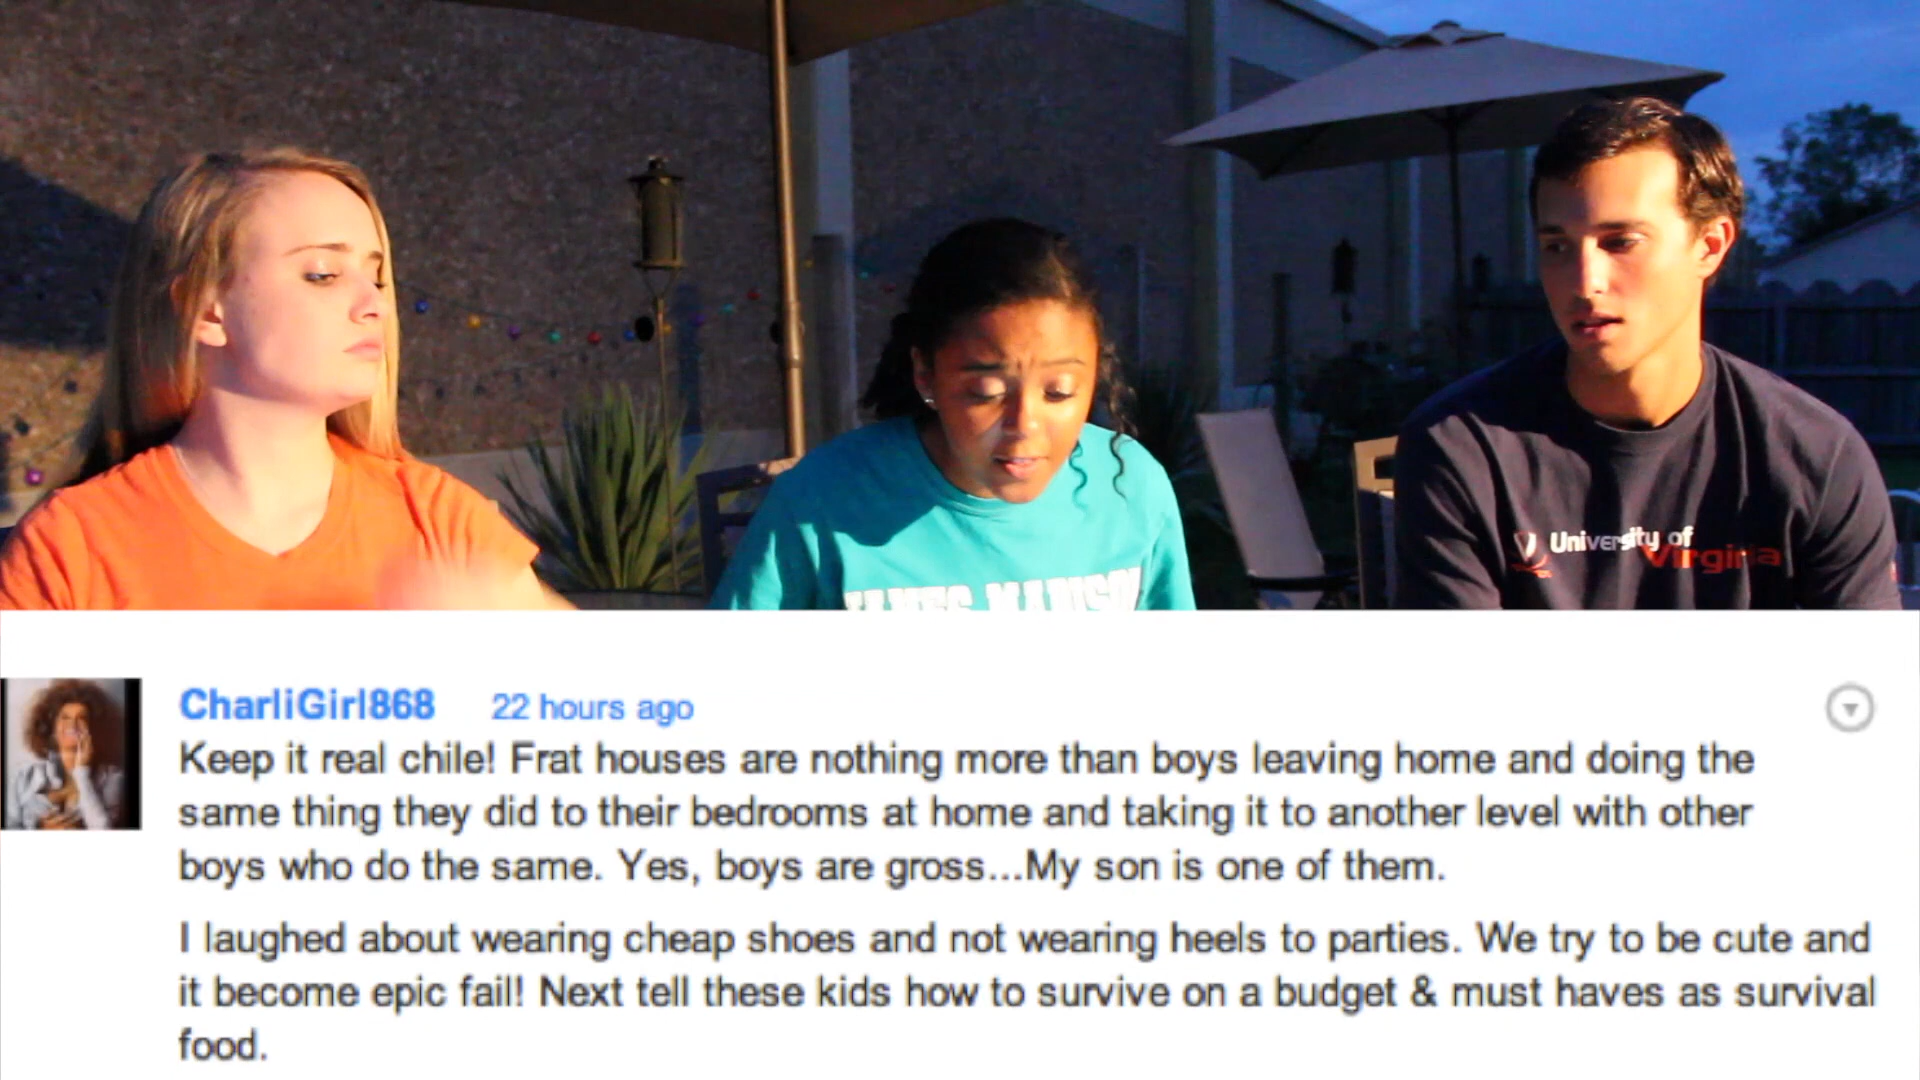 University of
Virginia
JAMES MADISON
CharliGirl868 22 hours ago
Keep it real chile! Frat houses are nothing more than boys leaving home and doing the
same thing they did to their bedrooms at home and taking it to another level with other
boys who do the same. Yes, boys are gross...My son is one of them.
I laughed about wearing cheap shoes and not wearing heels to parties. We try to be cute and
it become epic fail! Next tell these kids how to survive on a budget & must haves as survival
food.